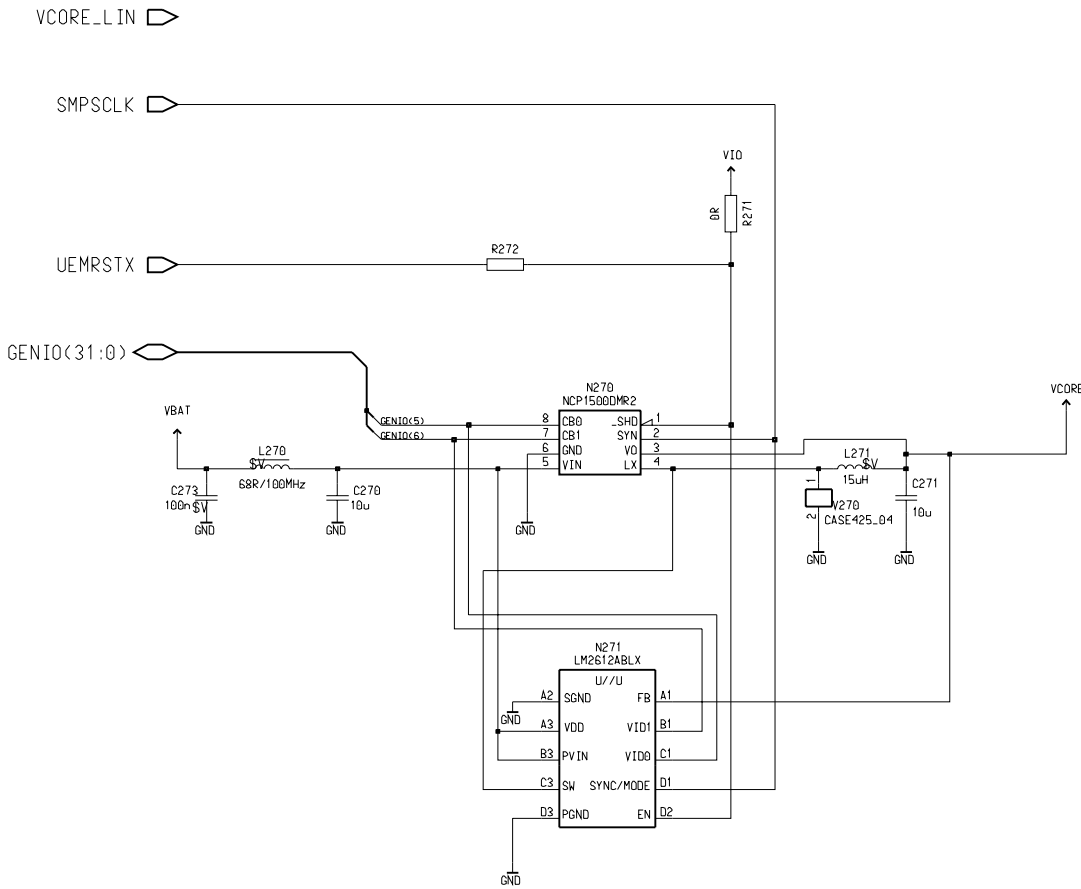 VCORE_LIN
SMPSCLK
VIO
0R
R271
R272
UEMRSTX
GENIO(31:0)
N270
NCP1500DMR2
VBAT
GENIO(5)
GENIO(6)
8 CB0 _SHD 1
7 CB1 SYN 2
6 GND VO 3
5 VIN LX 4
VCORE
L270
$V
68R/100MHz
C273
100n $V
GND
C270
10u
GND
GND
L271
$V
15uH
1
V270
2
CASE425_04
GND
C271
10u
GND
N271
LM2612ABLX
U//U
A2 SGND FB A1
GND
A3 VDD VID1 B1
B3 PVIN VID0 C1
C3 SW SYNC/MODE D1
D3 PGND EN D2
GND